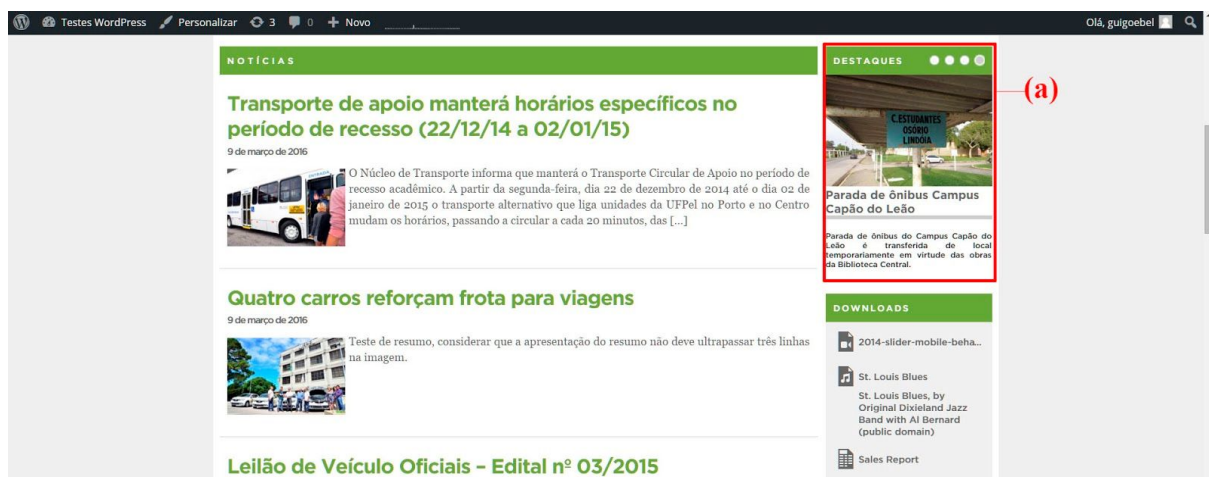 Testes WordPress Personalizar 3 0 Novo Olá, guigoebel
NOTÍCIAS
Transporte de apoio manterá horários específicos no
período de recesso (22/12/14 a 02/01/15)
9 de março de 2016
O Núcleo de Transporte informa que manterá o Transporte Circular de Apoio no período de
recesso acadêmico. A partir da segunda-feira, dia 22 de dezembro de 2014 até o dia 02 de
janeiro de 2015 o transporte alternativo que liga unidades da UFPel no Porto e no Centro
mudam os horários, passando a circular a cada 20 minutos, das […]
Quatro carros reforçam frota para viagens
9 de março de 2016
Teste de resumo, considerar que a apresentação do resumo não deve ultrapassar três linhas
na imagem.
Leilão de Veículo Oficiais – Edital nº 03/2015
DESTAQUES
(a)
C.ESTUDANTES
OSÓRIO
LINDÓIA
Parada de ônibus Campus
Capão do Leão
Parada de ônibus do Campus Capão do
Leão é transferida de local
temporariamente em virtude das obras
da Biblioteca Central.
DOWNLOADS
2014-slider-mobile-beha...
St. Louis Blues
St. Louis Blues, by
Original Dixieland Jazz
Band with Al Bernard
(public domain)
Sales Report